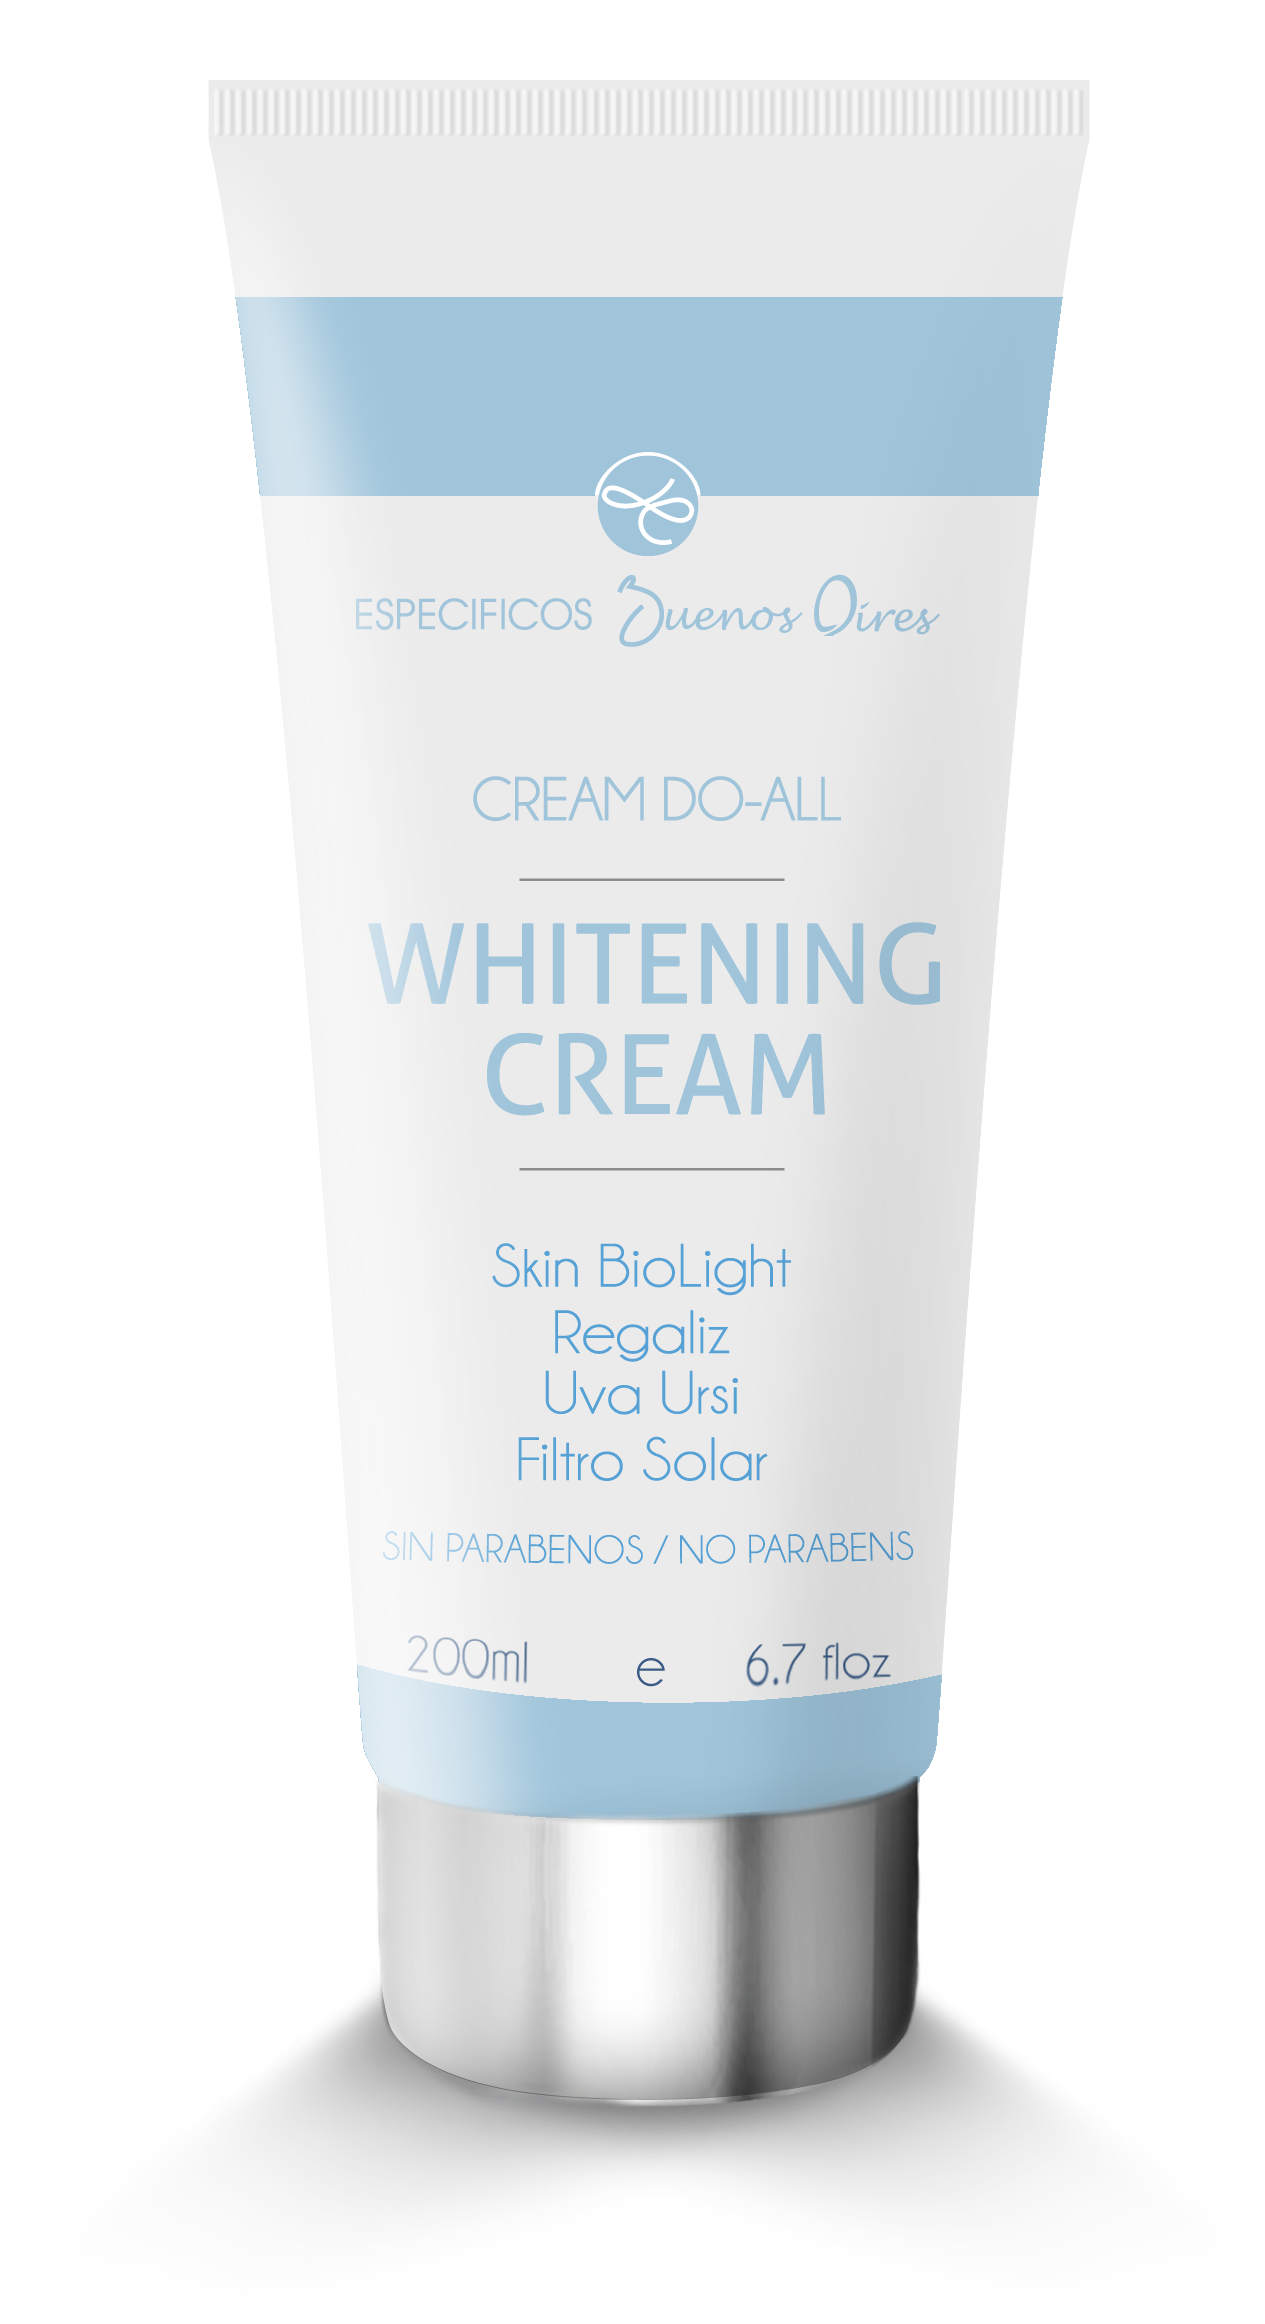 ESPECIFICOS Buenos Aires
CREAM DO-ALL
WHITENING
CREAM
Skin BioLight
Regaliz
Uva Ursi
Filtro Solar
SIN PARABENOS / NO PARABENS
200ml e 6.7 floz